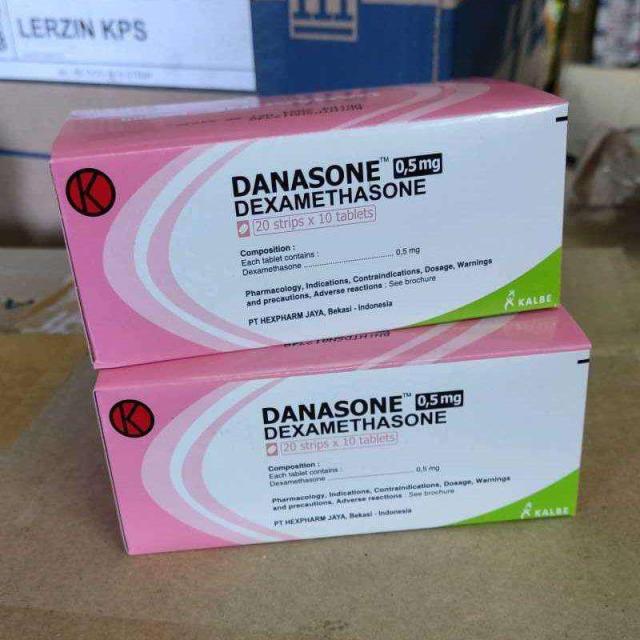 LERZIN KPS
K
DANASONE™ 0,5 mg
DEXAMETHASONE
20 strips x 10 tablets
Composition :
Each tablet contains :
Dexamethasone ........................................ 0,5 mg
Pharmacology, Indications, Contraindications, Dosage, Warnings
and precautions, Adverse reactions : See brochure
PT HEXPHARM JAYA, Bekasi - Indonesia
KALBE
K
DANASONE™ 0,5 mg
DEXAMETHASONE
20 strips x 10 tablets
Composition :
Each tablet contains :
Dexamethasone ........................................ 0,5 mg
Pharmacology, Indications, Contraindications, Dosage, Warnings
and precautions, Adverse reactions : See brochure
PT HEXPHARM JAYA, Bekasi - Indonesia
KALBE